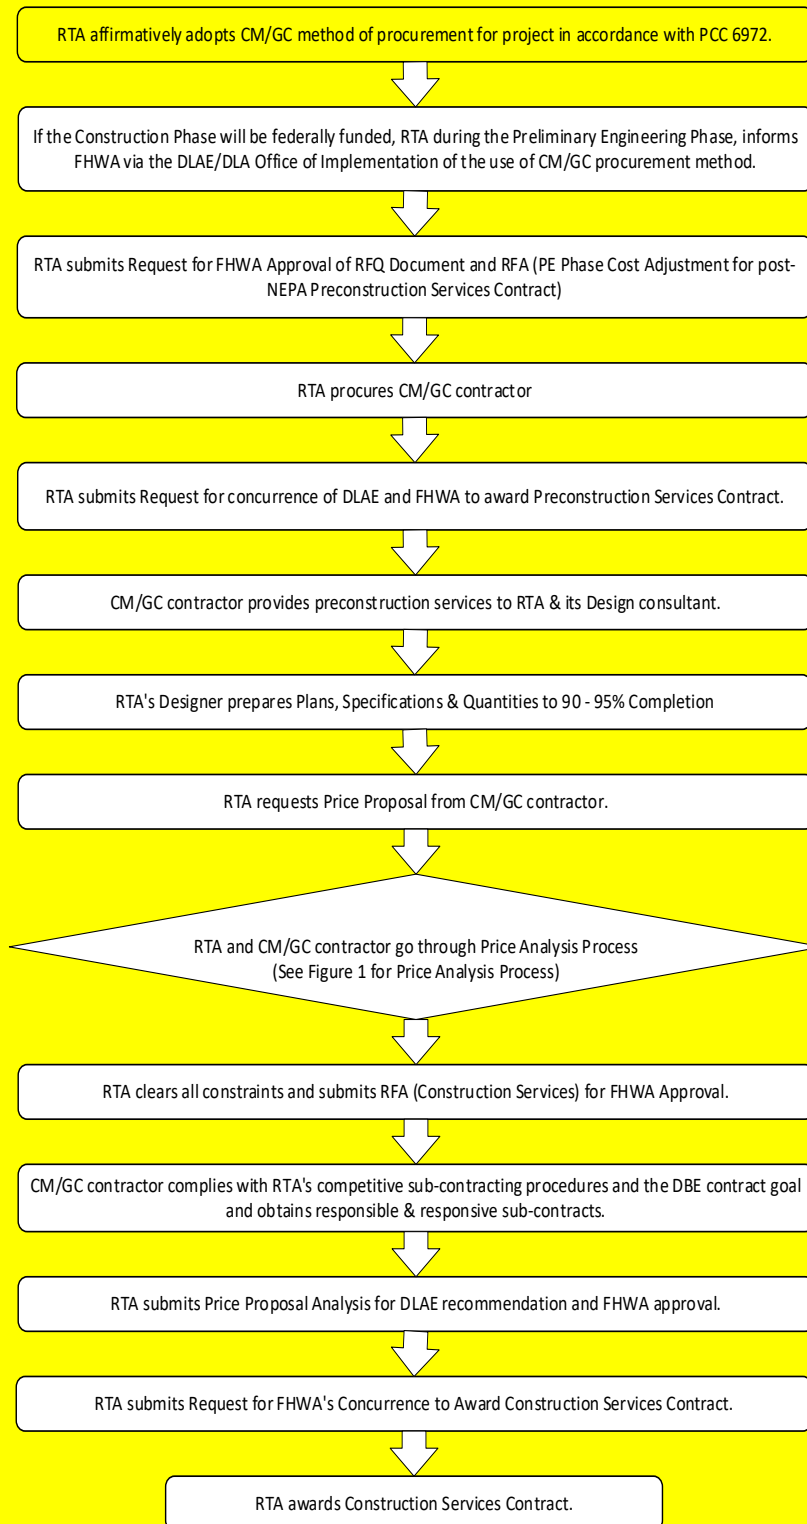 RTA affirmatively adopts CM/GC method of procurement for project in accordance with PCC 6972.
If the Construction Phase will be federally funded, RTA during the Preliminary Engineering Phase, informs
FHWA via the DLAE/DLA Office of Implementation of the use of CM/GC procurement method.
RTA submits Request for FHWA Approval of RFQ Document and RFA (PE Phase Cost Adjustment for post-
NEPA Preconstruction Services Contract)
RTA procures CM/GC contractor
RTA submits Request for concurrence of DLAE and FHWA to award Preconstruction Services Contract.
CM/GC contractor provides preconstruction services to RTA & its Design consultant.
RTA's Designer prepares Plans, Specifications & Quantities to 90 - 95% Completion
RTA requests Price Proposal from CM/GC contractor.
RTA and CM/GC contractor go through Price Analysis Process
(See Figure 1 for Price Analysis Process)
RTA clears all constraints and submits RFA (Construction Services) for FHWA Approval.
CM/GC contractor complies with RTA's competitive sub-contracting procedures and the DBE contract goal
and obtains responsible & responsive sub-contracts.
RTA submits Price Proposal Analysis for DLAE recommendation and FHWA approval.
RTA submits Request for FHWA's Concurrence to Award Construction Services Contract.
RTA awards Construction Services Contract.